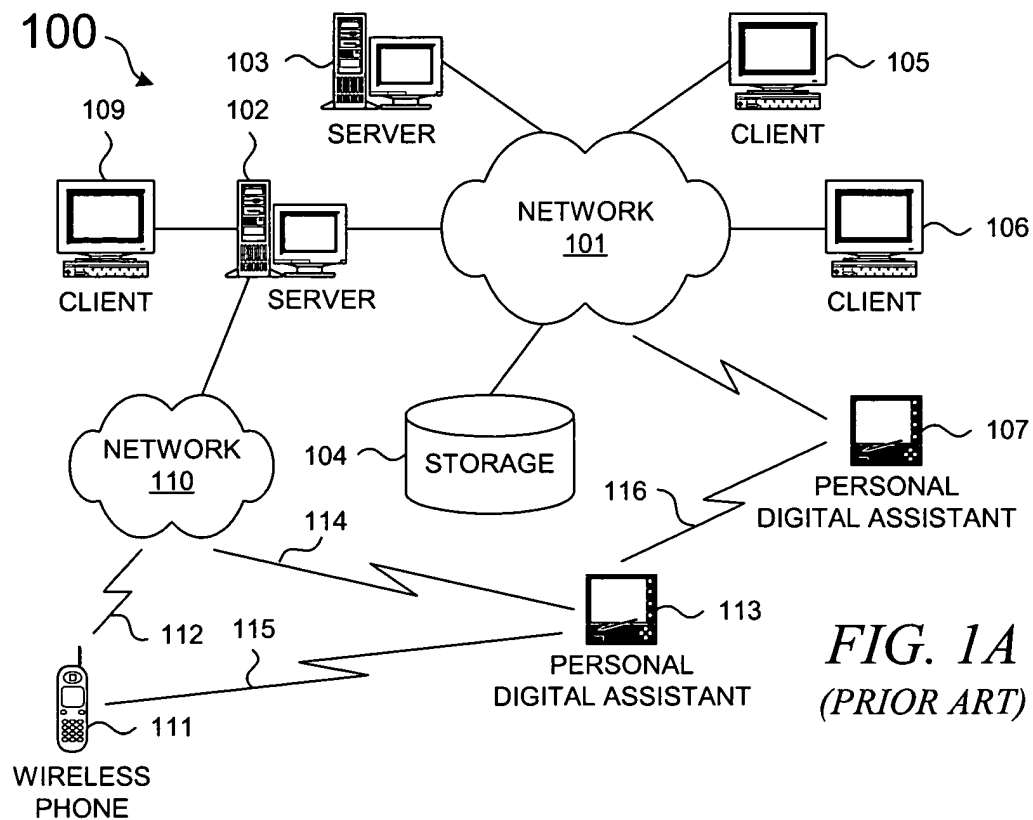 100
103
SERVER
105
CLIENT
109
102
CLIENT
SERVER
NETWORK
101
106
CLIENT
NETWORK
110
104
STORAGE
107
PERSONAL
DIGITAL ASSISTANT
116
114
112
115
113
PERSONAL
DIGITAL ASSISTANT
111
WIRELESS
PHONE
FIG. 1A
(PRIOR ART)